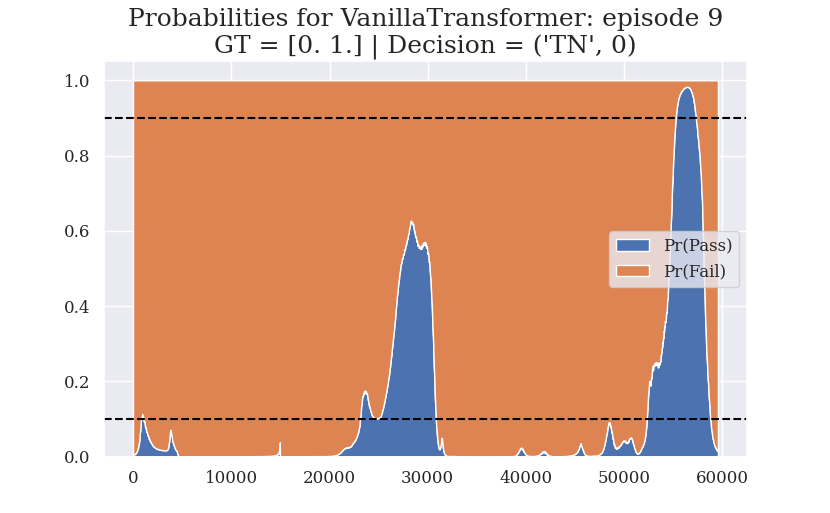 Probabilities for VanillaTransformer: episode 9
GT = [0. 1.] | Decision = ('TN', 0)
1.0
0.8
0.6
0.4
0.2
0.0
Pr(Pass)
Pr(Fail)
0 10000 20000 30000 40000 50000 60000